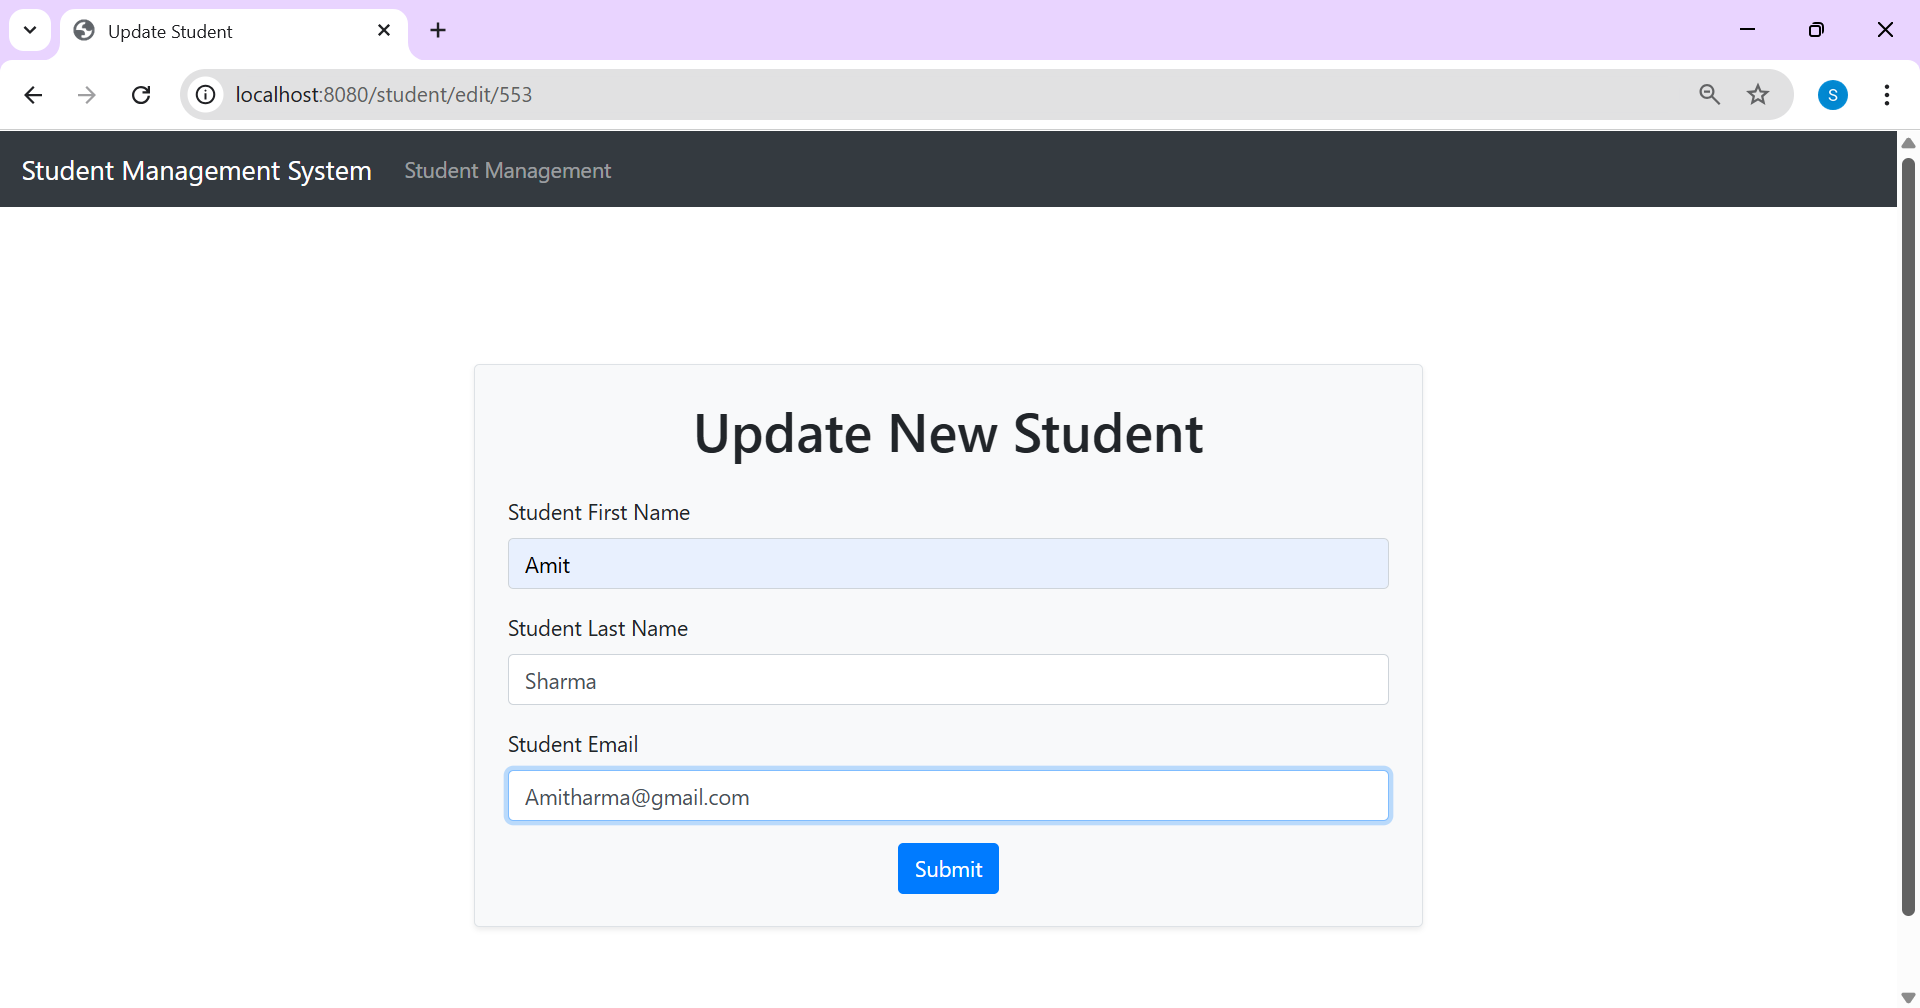 Update Student
localhost:8080/student/edit/553
S
Student Management System Student Management
Update New Student
Student First Name
Amit
Student Last Name
Sharma
Student Email
Amitharma@gmail.com
Submit